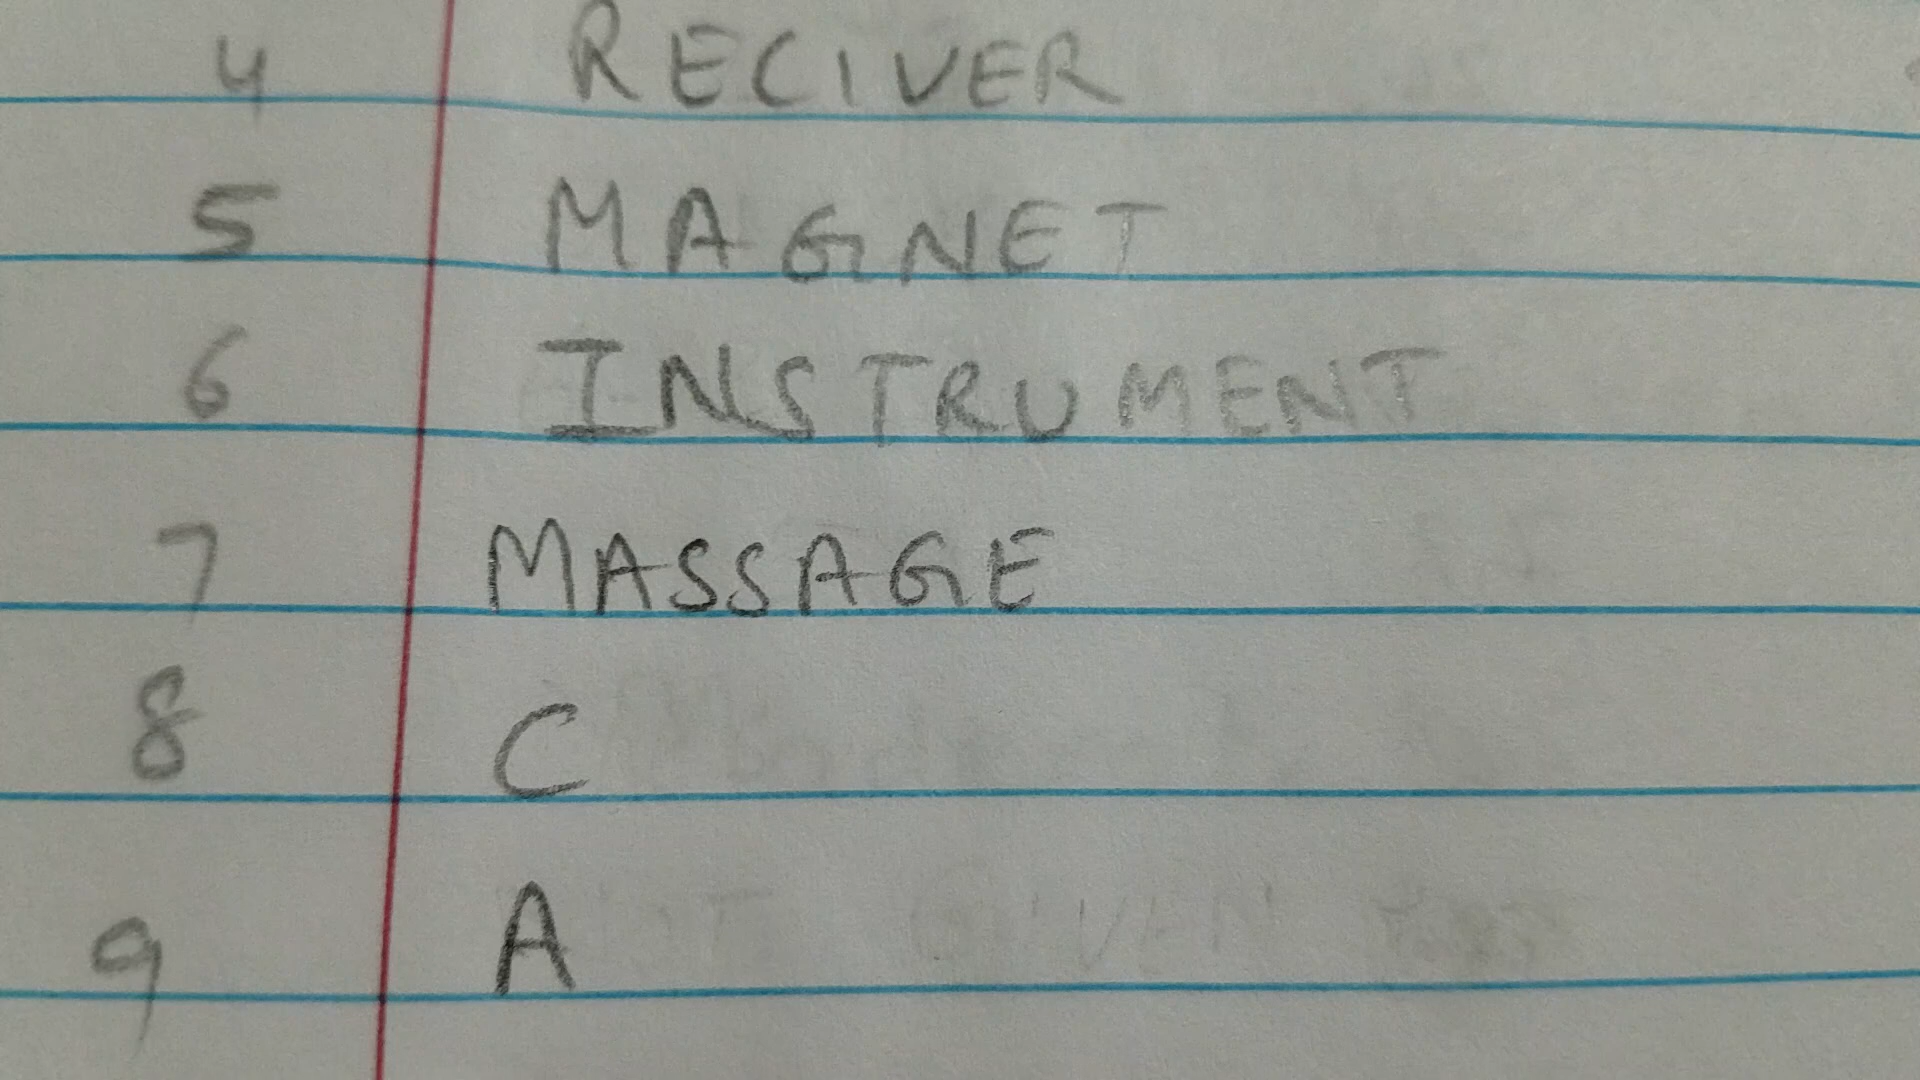 4 RECIVER
5 MAGNET
6 INSTRUMENT
7 MASSAGE
8 C
9 A